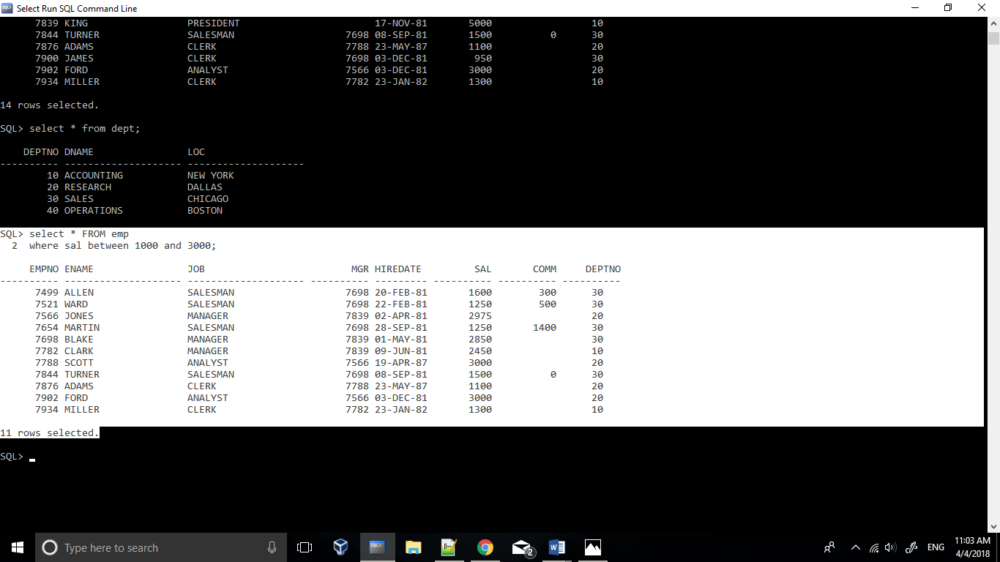 Select Run SQL Command Line
7839 KING PRESIDENT 17-NOV-81 5000 10
7844 TURNER SALESMAN 7698 08-SEP-81 1500 0 30
7876 ADAMS CLERK 7788 23-MAY-87 1100 20
7900 JAMES CLERK 7698 03-DEC-81 950 30
7902 FORD ANALYST 7566 03-DEC-81 3000 20
7934 MILLER CLERK 7782 23-JAN-82 1300 10
14 rows selected.
SQL> select * from dept;
DEPTNO DNAME LOC
---------- -------------------- --------------------
10 ACCOUNTING NEW YORK
20 RESEARCH DALLAS
30 SALES CHICAGO
40 OPERATIONS BOSTON
SQL> select * FROM emp
2 where sal between 1000 and 3000;
EMPNO ENAME JOB MGR HIREDATE SAL COMM DEPTNO
---------- -------------------- -------------------- ---------- --------- ---------- ---------- ----------
7499 ALLEN SALESMAN 7698 20-FEB-81 1600 300 30
7521 WARD SALESMAN 7698 22-FEB-81 1250 500 30
7566 JONES MANAGER 7839 02-APR-81 2975 20
7654 MARTIN SALESMAN 7698 28-SEP-81 1250 1400 30
7698 BLAKE MANAGER 7839 01-MAY-81 2850 30
7782 CLARK MANAGER 7839 09-JUN-81 2450 10
7788 SCOTT ANALYST 7566 19-APR-87 3000 20
7844 TURNER SALESMAN 7698 08-SEP-81 1500 0 30
7876 ADAMS CLERK 7788 23-MAY-87 1100 20
7902 FORD ANALYST 7566 03-DEC-81 3000 20
7934 MILLER CLERK 7782 23-JAN-82 1300 10
11 rows selected.
SQL>
Type here to search
2
ENG
11:03 AM
4/4/2018